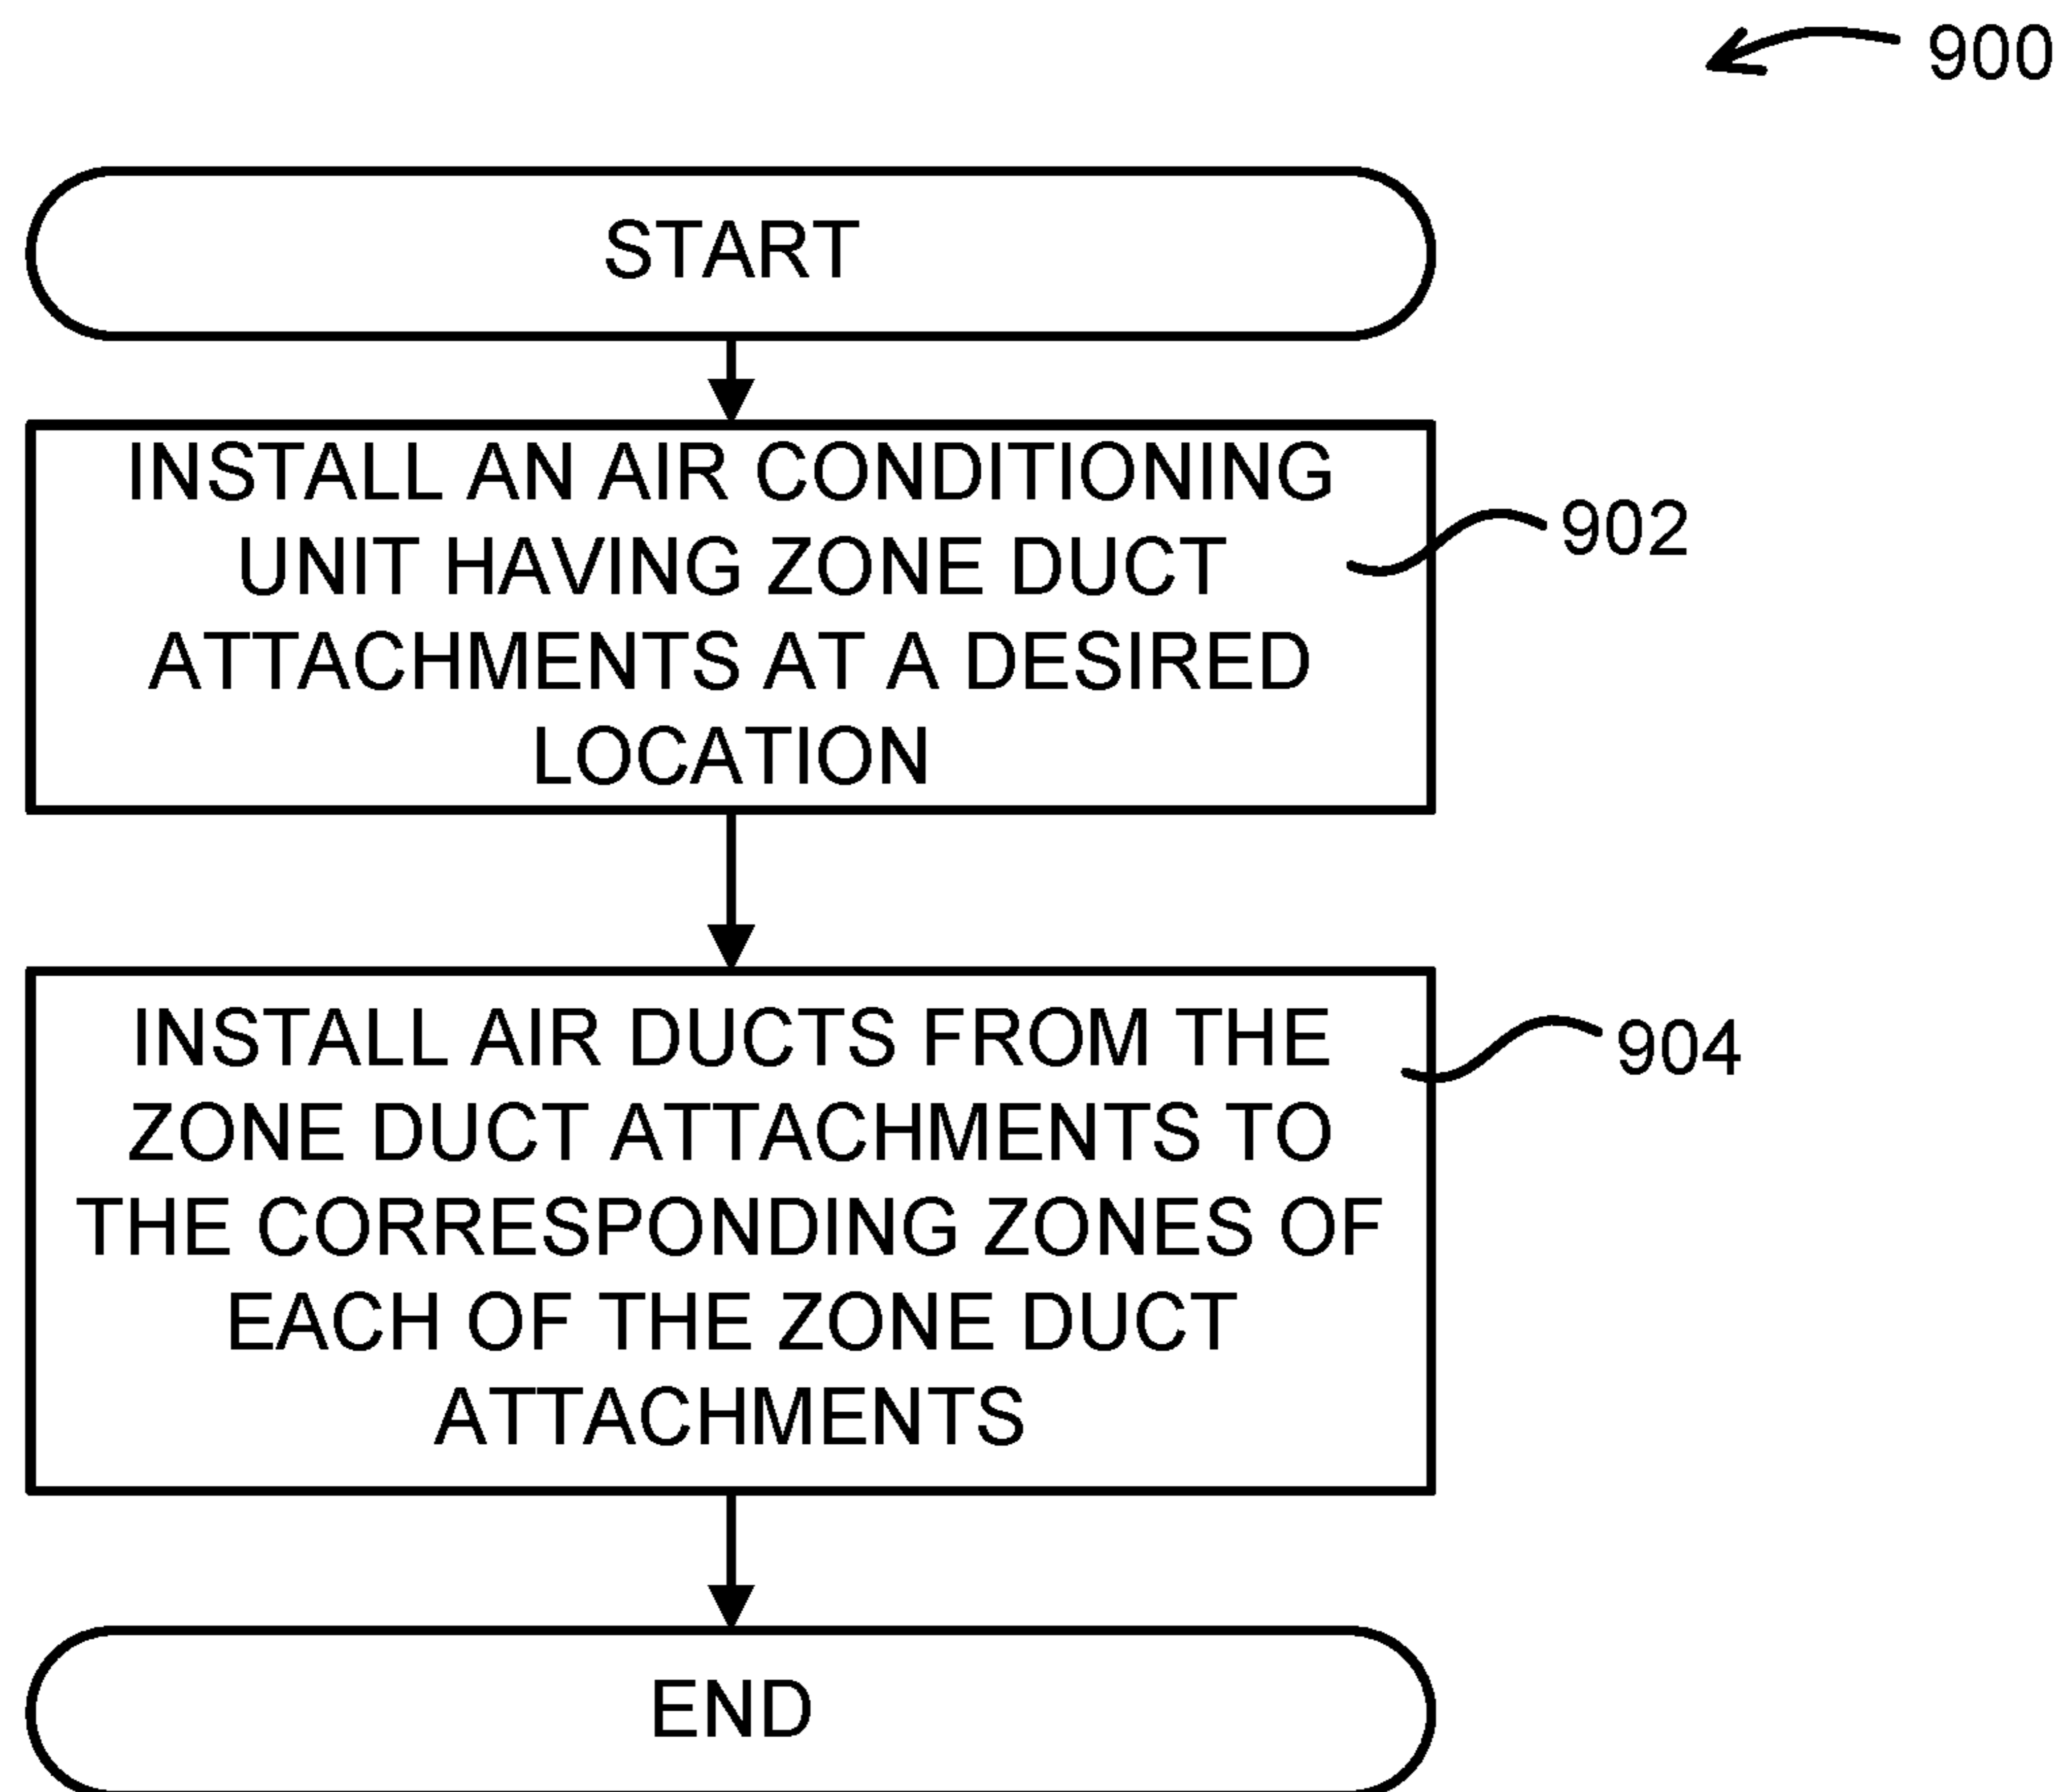 900
START
INSTALL AN AIR CONDITIONING
UNIT HAVING ZONE DUCT
ATTACHMENTS AT A DESIRED
LOCATION
902
INSTALL AIR DUCTS FROM THE
ZONE DUCT ATTACHMENTS TO
THE CORRESPONDING ZONES OF
EACH OF THE ZONE DUCT
ATTACHMENTS
904
END